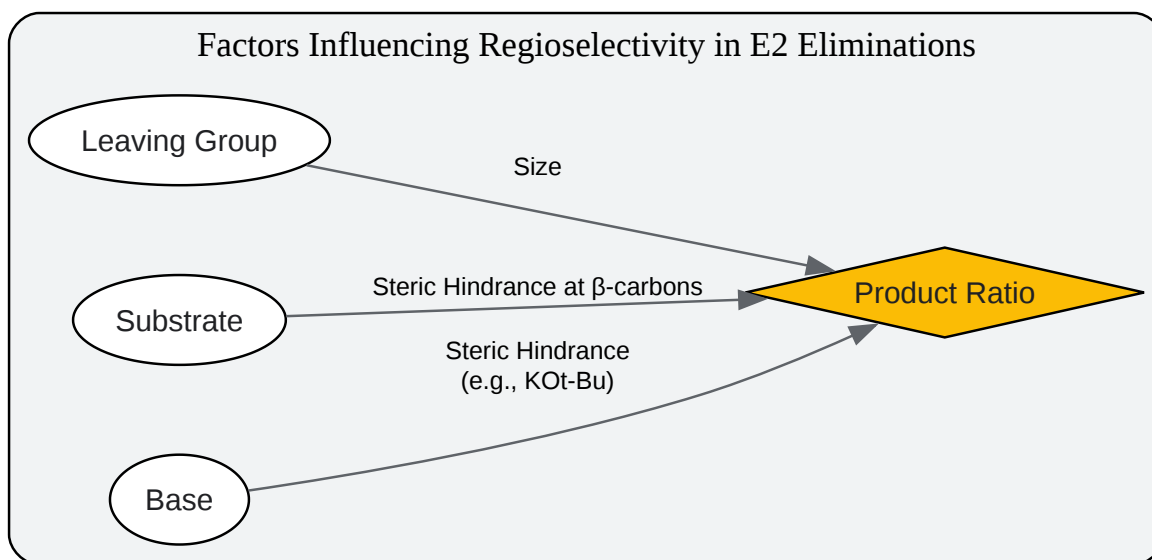 Factors Influencing Regioselectivity in E2 Eliminations
Leaving Group
Size
Steric Hindrance at β-carbons
Product Ratio
Substrate
Steric Hindrance
(e.g., KOt-Bu)
Base